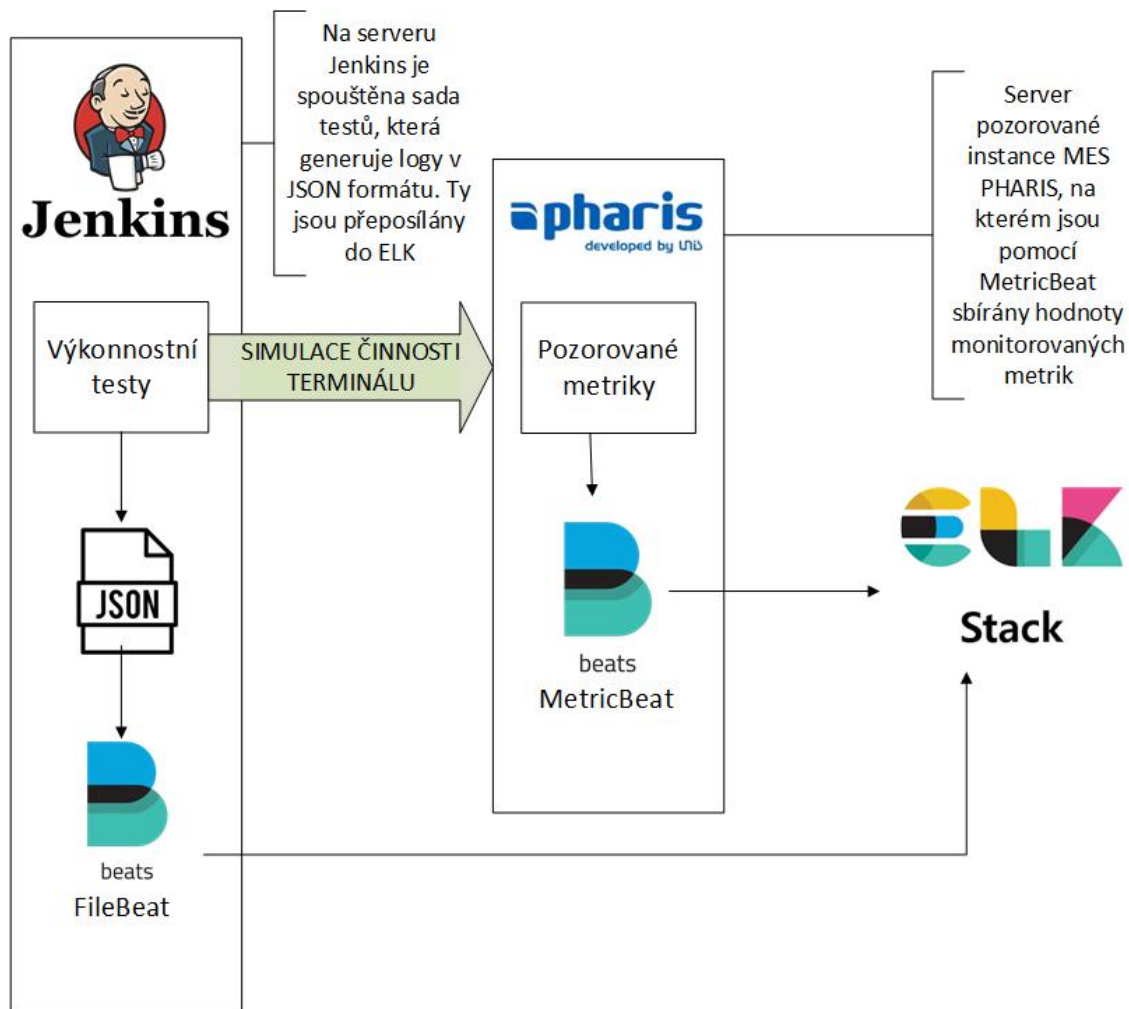 Na serveru
Jenkins je
spouštěna sada
testů, která
generuje logy v
JSON formátu. Ty
jsou přeposílány
do ELK
Jenkins
Server
pozorované
instance MES
PHARIS, na
kterém jsou
pomocí
MetricBeat
sbírány hodnoty
monitorovaných
metrik
pharis
developed by UNIS
Výkonnostní
testy
SIMULACE ČINNOSTI
TERMINÁLU
Pozorované
metriky
JSON
beats
MetricBeat
ELK
Stack
beats
FileBeat